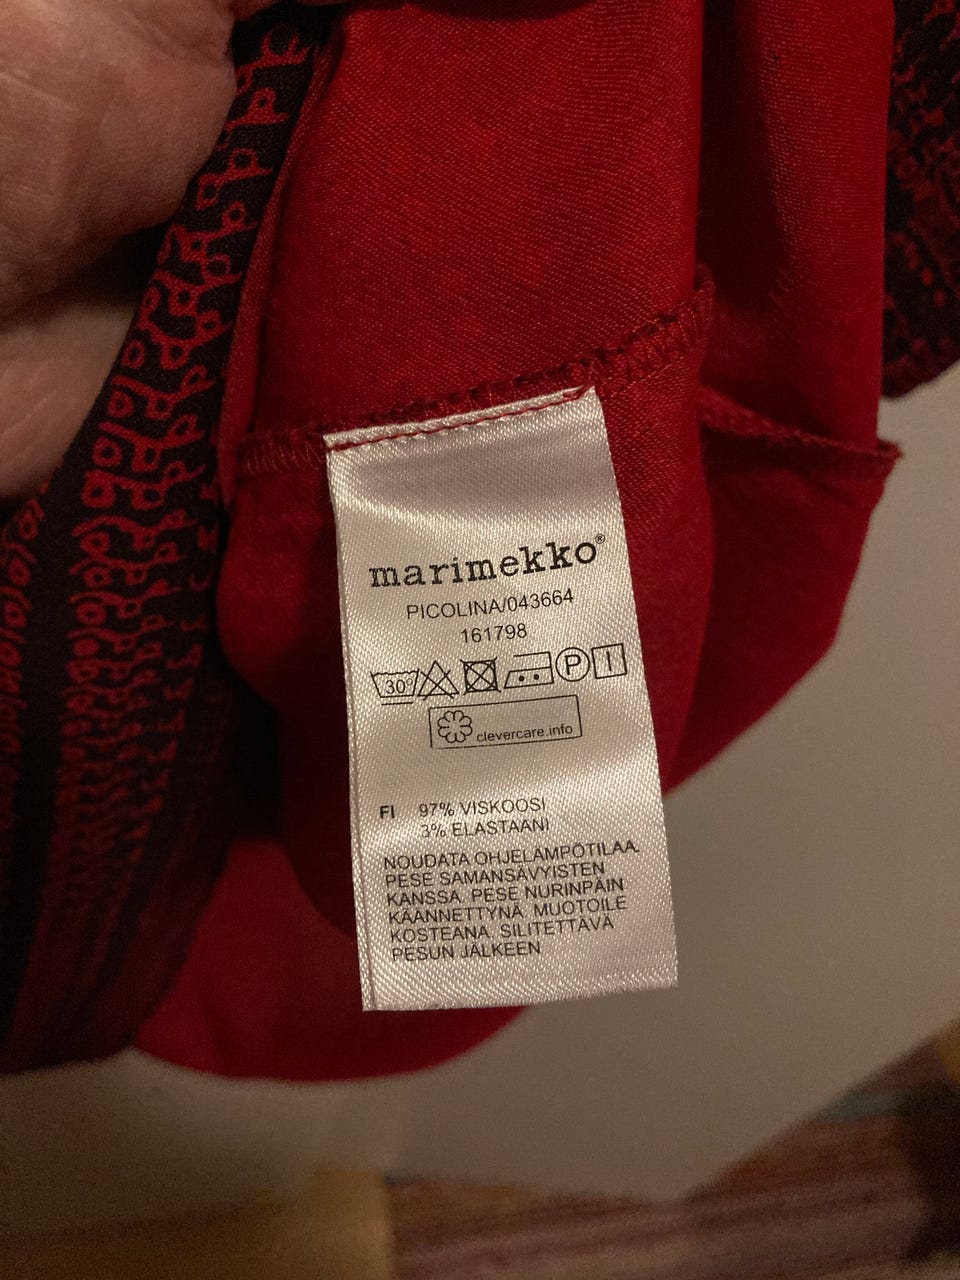 marimekko®
PICOLINA/043664
161798
30° P I
clevercare.info
FI 97% VISKOOSI
3% ELASTAANI
NOUDATA OHJELÄMPÖTILAA.
PESE SAMANSÄVYISTEN
KANSSA. PESE NURINPÄIN
KÄÄNNETTYNÄ. MUOTOILE
KOSTEANA. SILITETTÄVÄ
PESUN JÄLKEEN